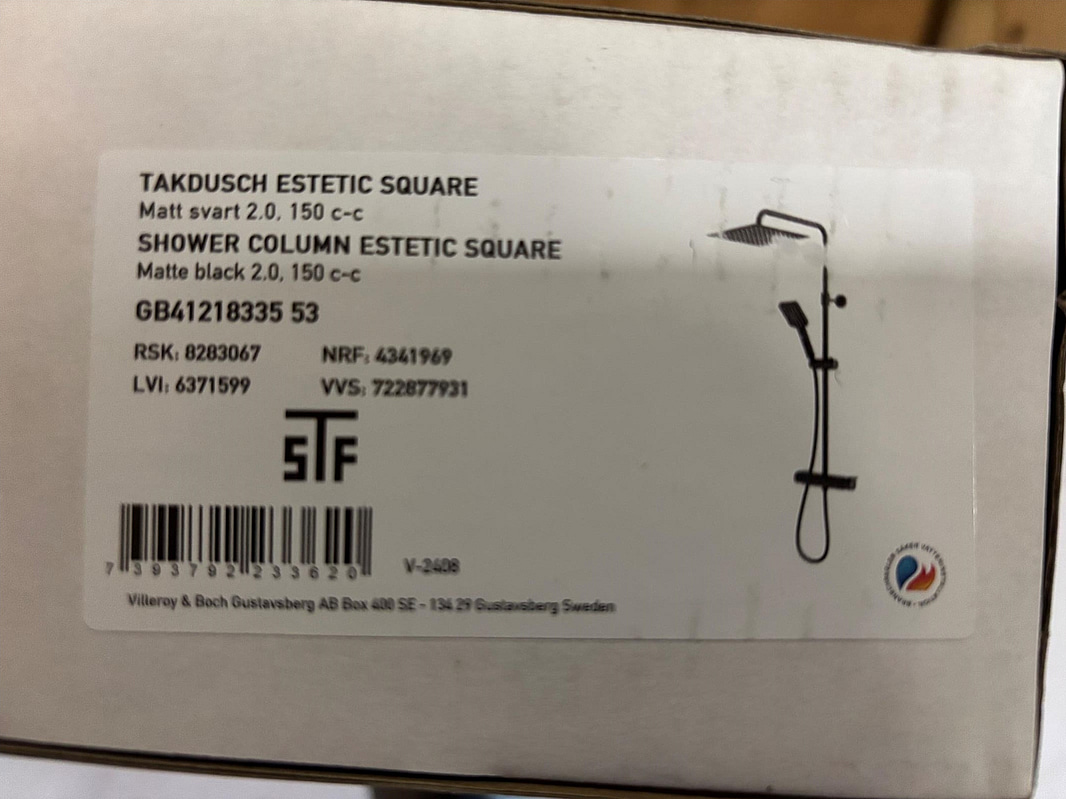 TAKDUSCH ESTETIC SQUARE
Matt svart 2.0, 150 c-c
SHOWER COLUMN ESTETIC SQUARE
Matte black 2.0, 150 c-c
GB41218335 53
RSK: 8283067 NRF: 4341969
LVI: 6371599 VVS: 722877931
STF
7 393792 233620
V-2408
Villeroy & Boch Gustavsberg AB Box 400 SE - 134 29 Gustavsberg Sweden